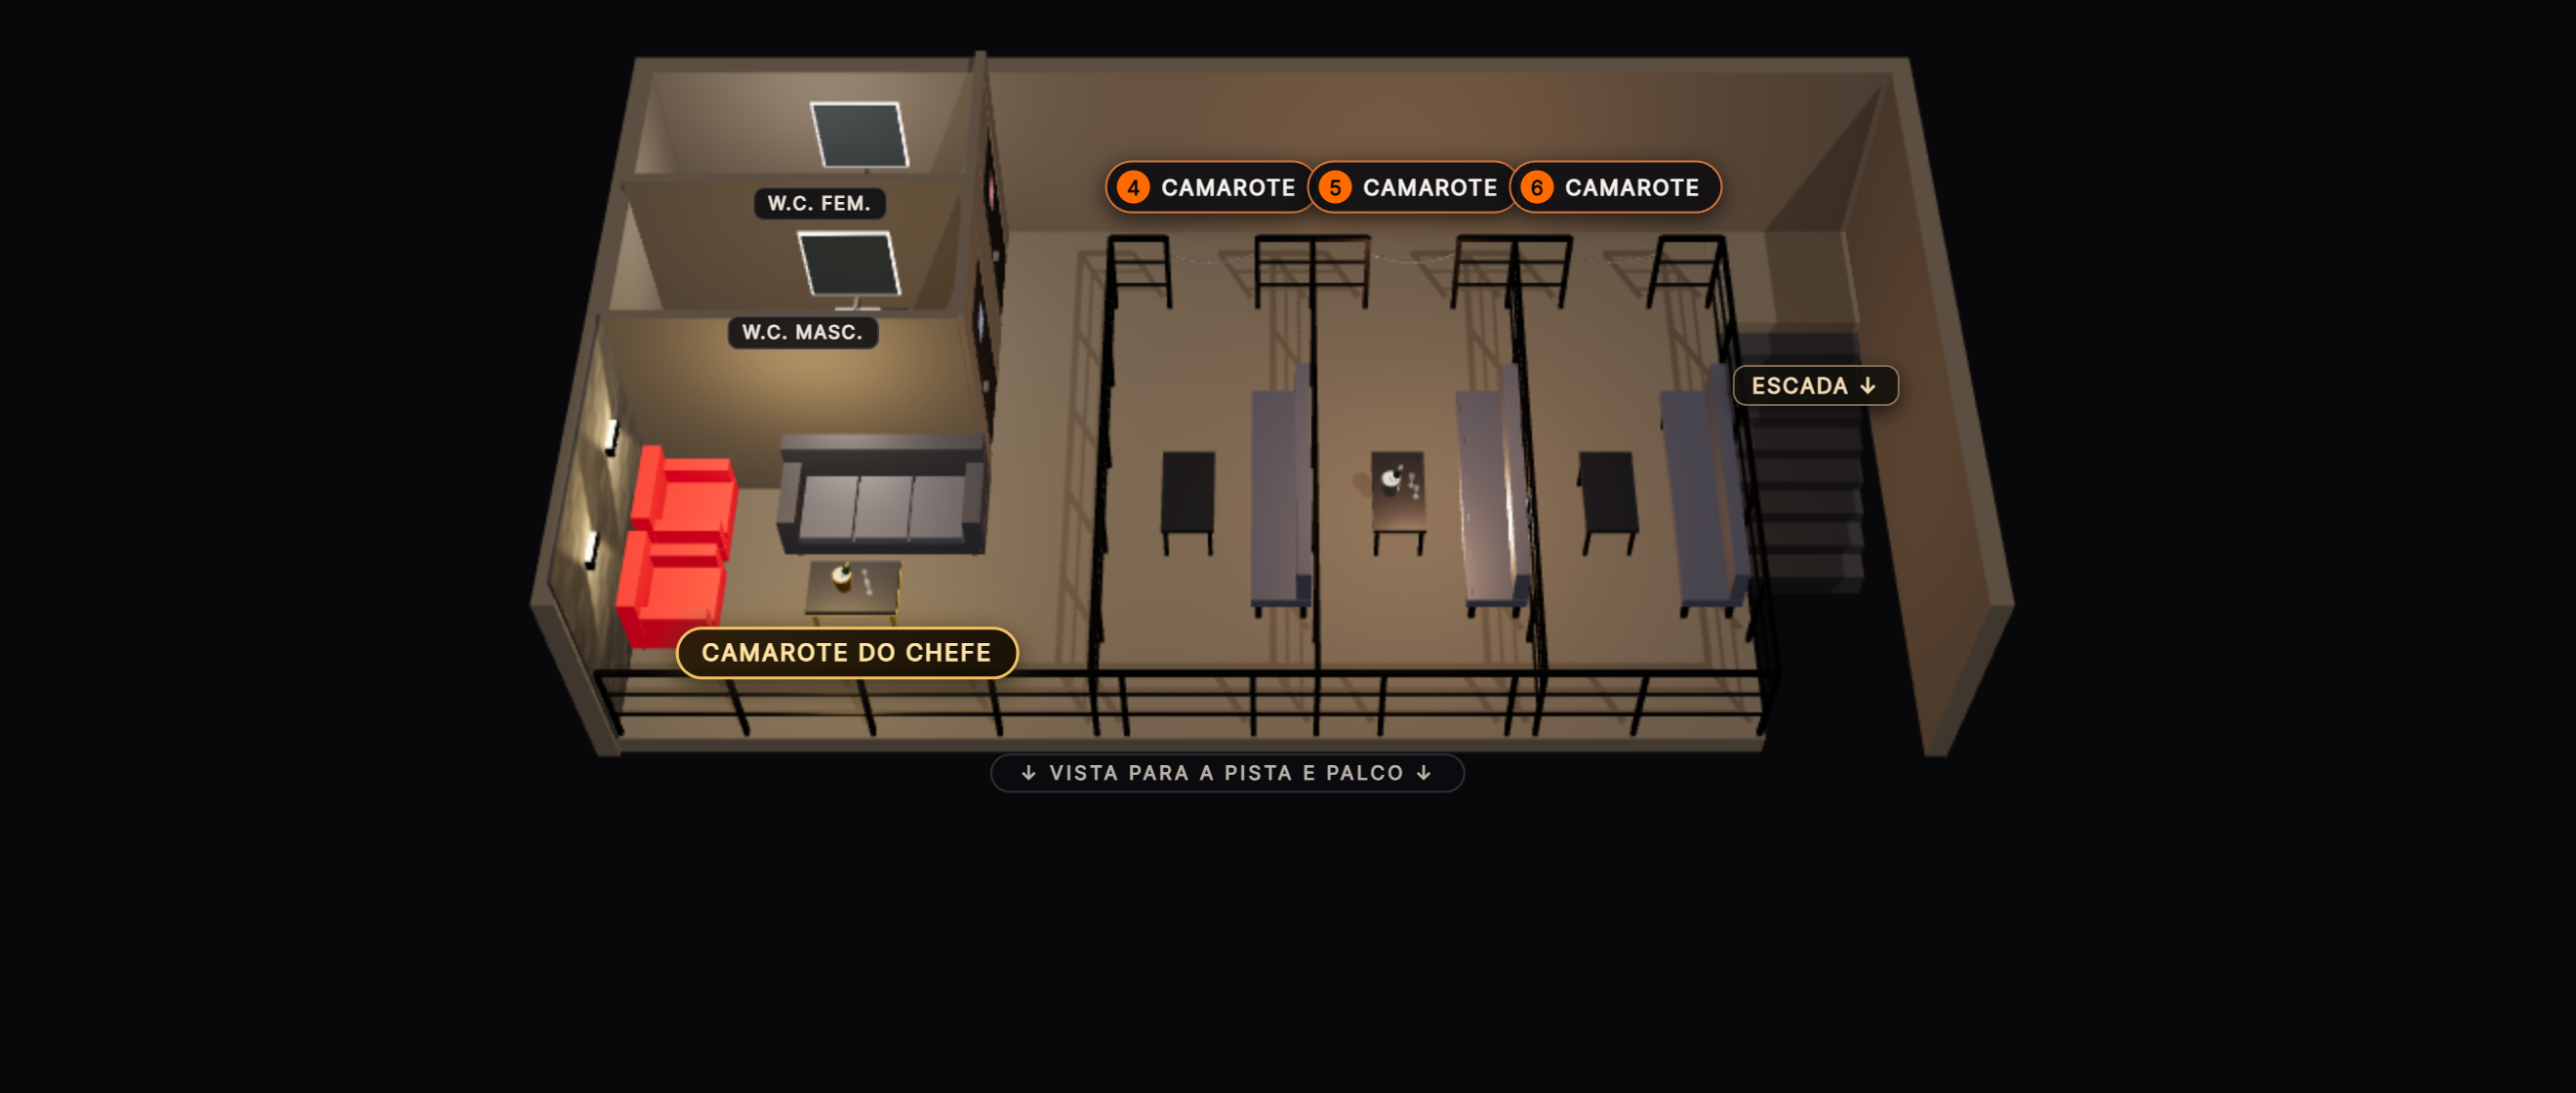 4 CAMAROTE
5 CAMAROTE
6 CAMAROTE
W.C. FEM.
W.C. MASC.
ESCADA ↓
CAMAROTE DO CHEFE
↓ VISTA PARA A PISTA E PALCO ↓